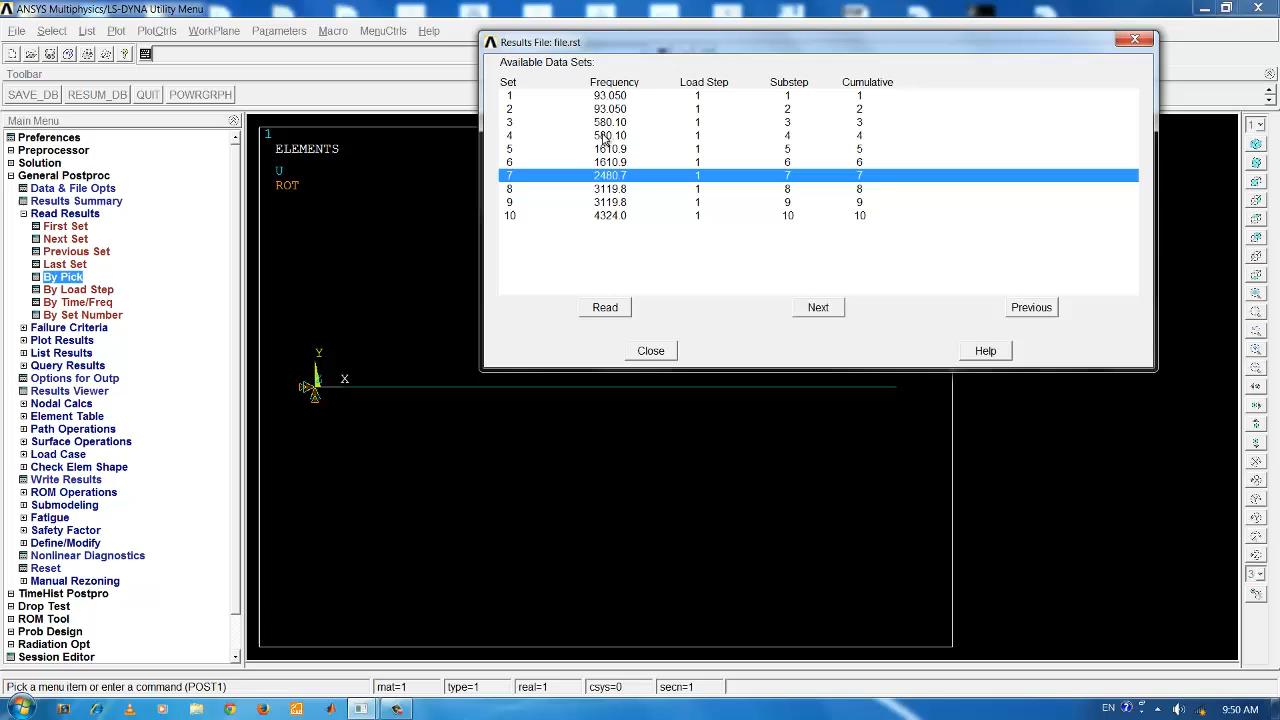 ANSYS Multiphysics/LS-DYNA Utility Menu
File Select List Plot PlotCtrls WorkPlane Parameters Macro MenuCtrls Help
Toolbar
SAVE_DB RESUM_DB QUIT POWRGRPH
Main Menu
Preferences
Preprocessor
Solution
General Postproc
Data & File Opts
Results Summary
Read Results
First Set
Next Set
Previous Set
Last Set
By Pick
By Load Step
By Time/Freq
By Set Number
Failure Criteria
Plot Results
List Results
Query Results
Options for Outp
Results Viewer
Nodal Calcs
Element Table
Path Operations
Surface Operations
Load Case
Check Elem Shape
Write Results
ROM Operations
Submodeling
Fatigue
Safety Factor
Define/Modify
Nonlinear Diagnostics
Reset
Manual Rezoning
TimeHist Postpro
Drop Test
ROM Tool
Prob Design
Radiation Opt
Session Editor
1
ELEMENTS
U
ROT
Y
X
Results File: file.rst
Available Data Sets:
Set Frequency Load Step Substep Cumulative
1 93.050 1 1 1
2 93.050 1 2 2
3 580.10 1 3 3
4 580.10 1 4 4
5 1610.9 1 5 5
6 1610.9 1 6 6
7 2480.7 1 7 7
8 3119.8 1 8 8
9 3119.8 1 9 9
10 4324.0 1 10 10
Read Next Previous
Close Help
1
3
Pick a menu item or enter a command (POST1) mat=1 type=1 real=1 csys=0 secn=1
EN 9:50 AM